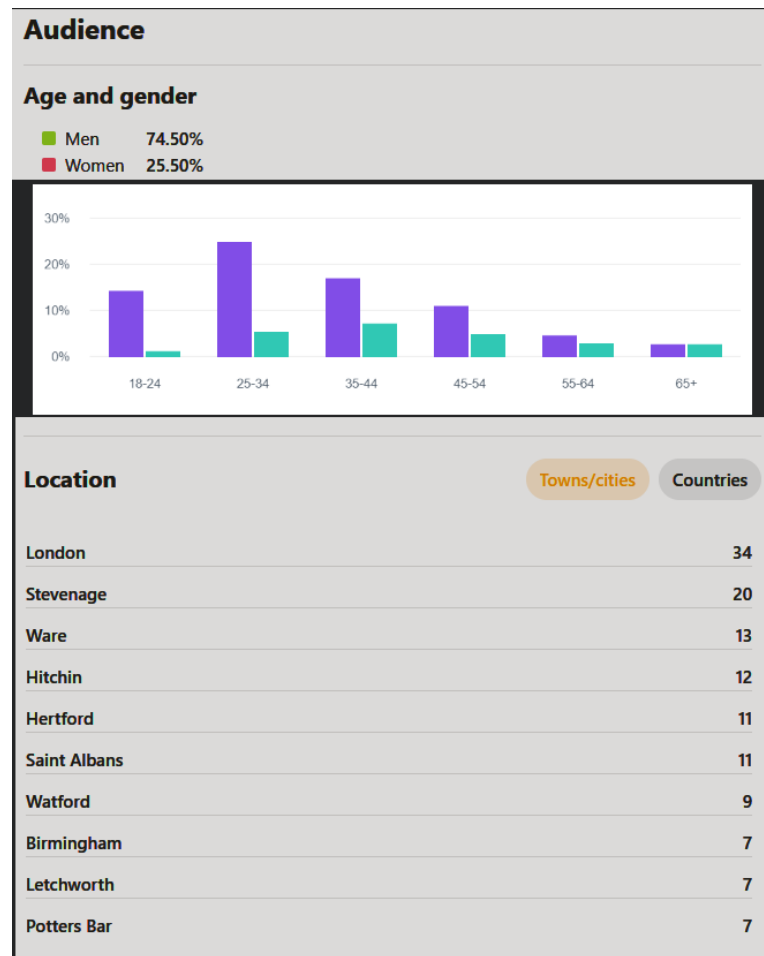 Audience
Age and gender
Men 74.50%
Women 25.50%
30%
20%
10%
0%
18-24 25-34 35-44 45-54 55-64 65+
Location Towns/cities Countries
London 34
Stevenage 20
Ware 13
Hitchin 12
Hertford 11
Saint Albans 11
Watford 9
Birmingham 7
Letchworth 7
Potters Bar 7